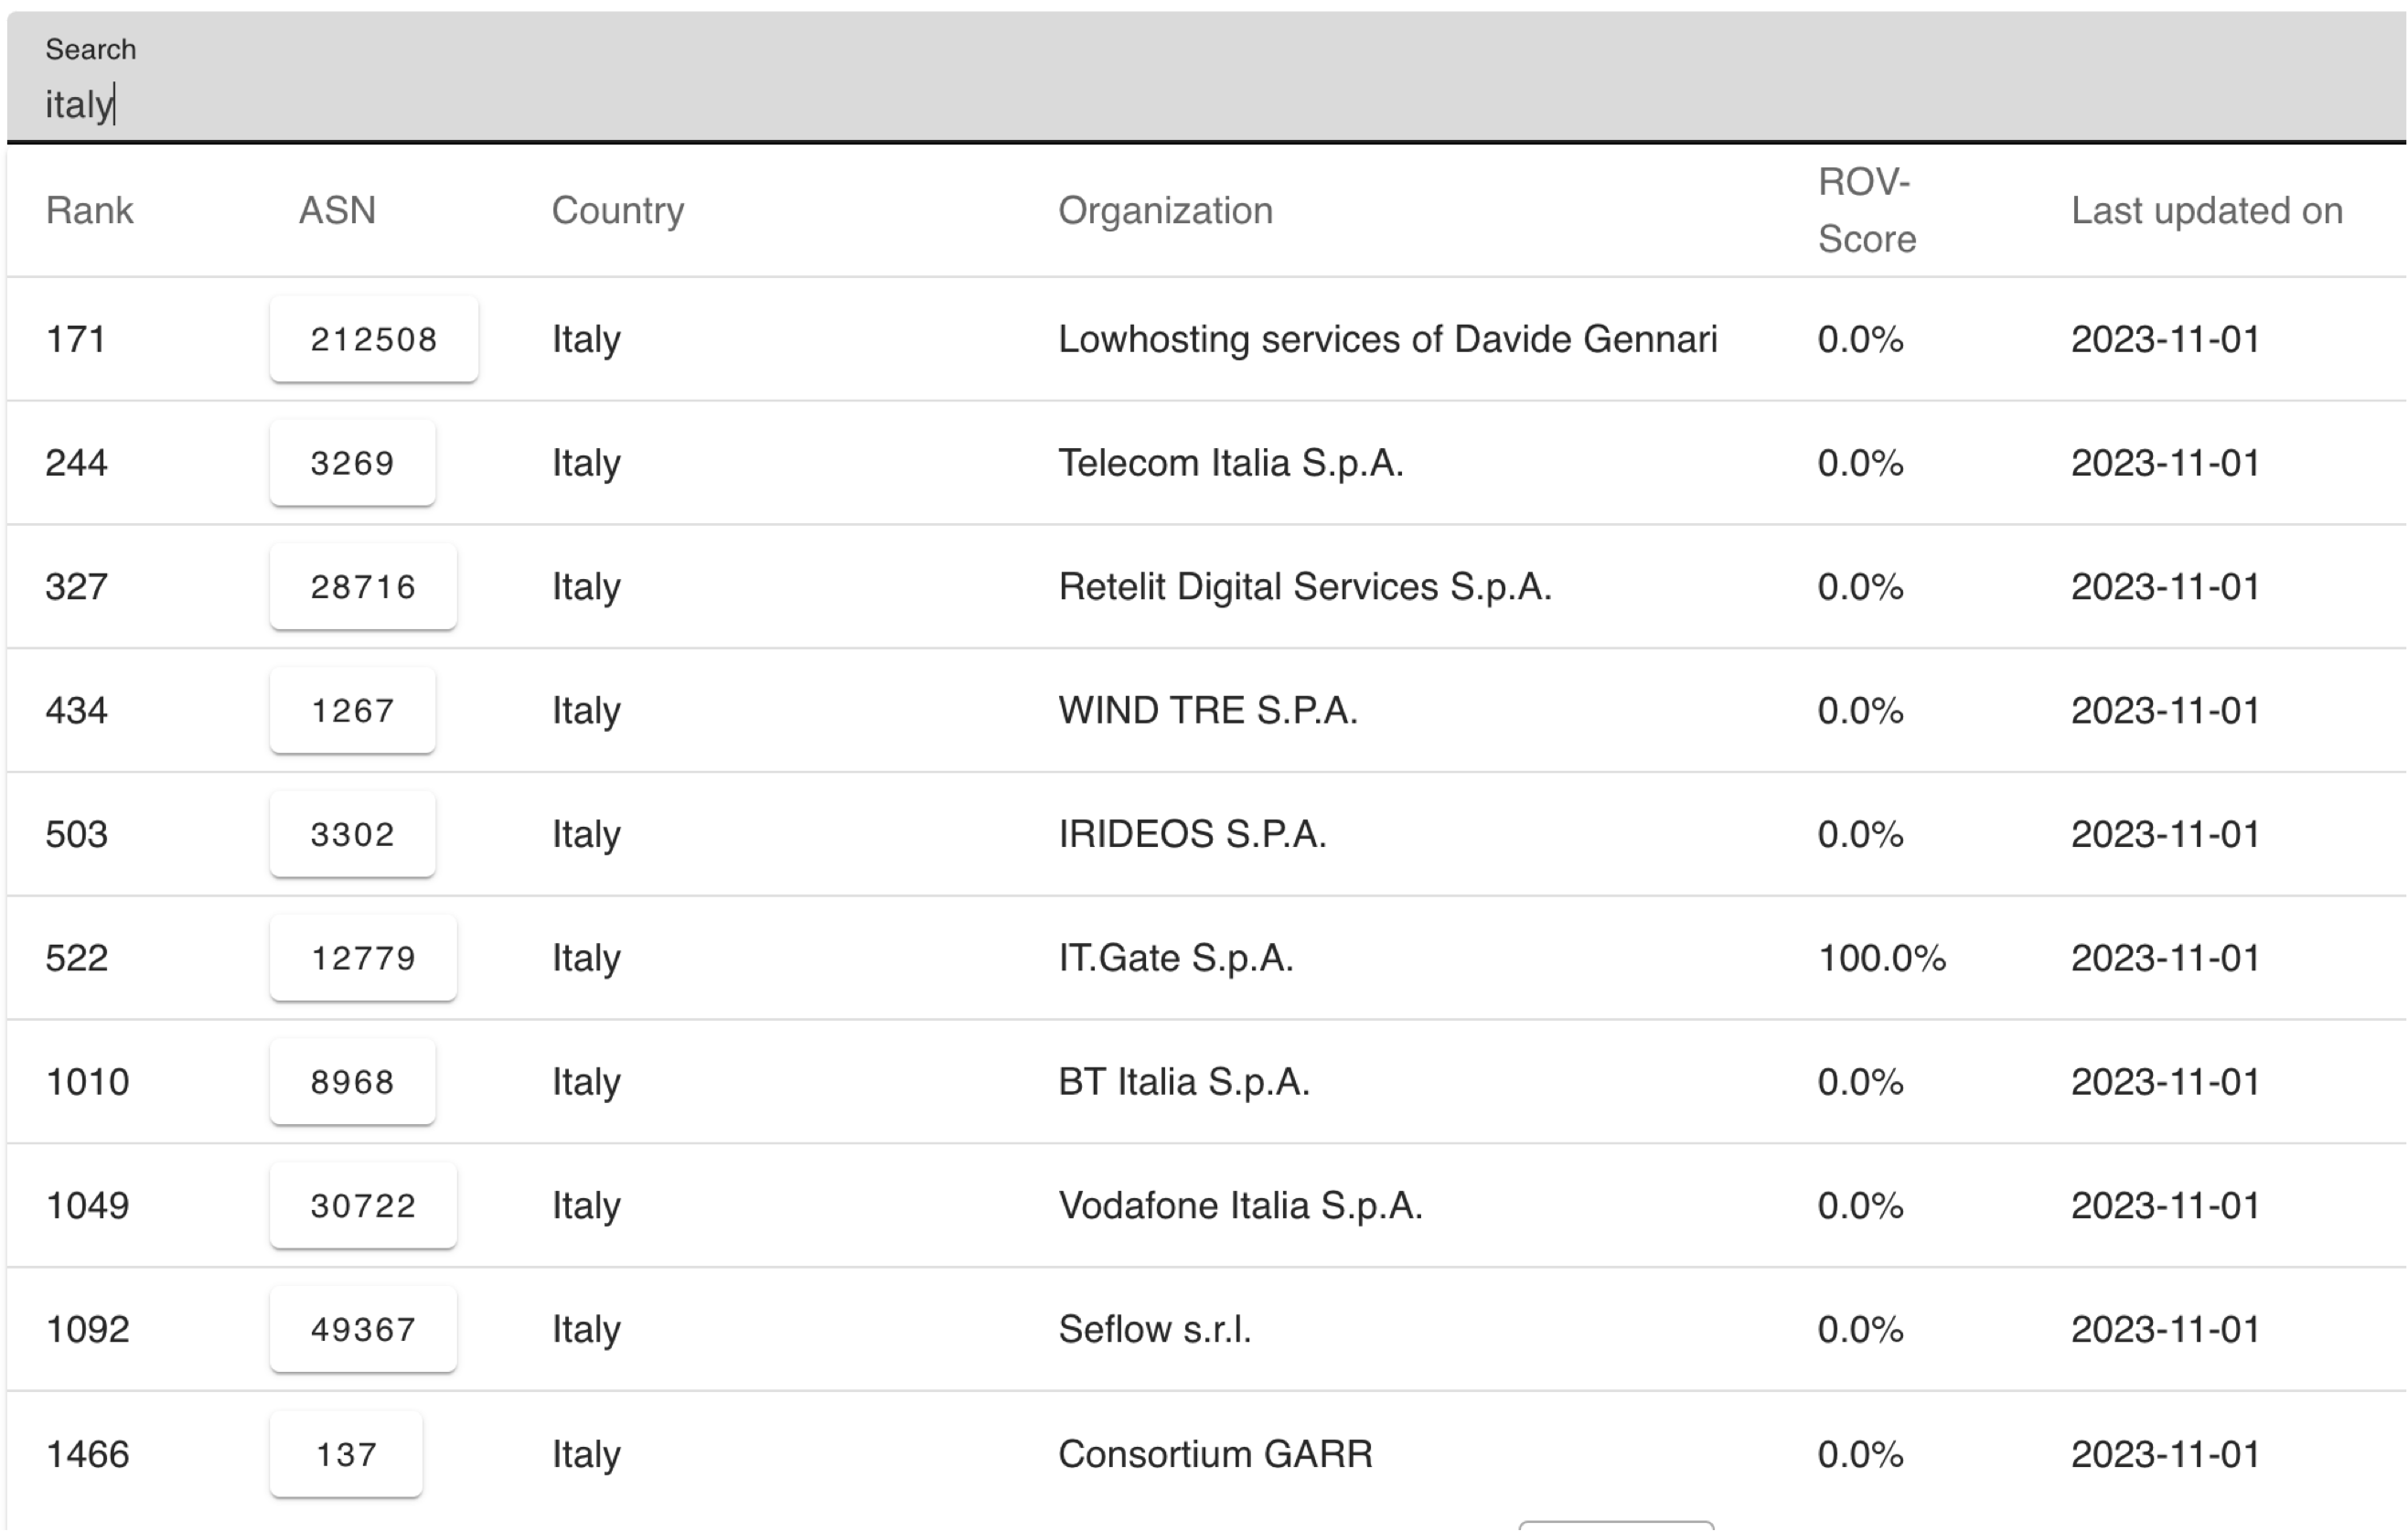 Search
italy
Rank ASN Country Organization ROV-Score Last updated on
171 212508 Italy Lowhosting services of Davide Gennari 0.0% 2023-11-01
244 3269 Italy Telecom Italia S.p.A. 0.0% 2023-11-01
327 28716 Italy Retelit Digital Services S.p.A. 0.0% 2023-11-01
434 1267 Italy WIND TRE S.P.A. 0.0% 2023-11-01
503 3302 Italy IRIDEOS S.P.A. 0.0% 2023-11-01
522 12779 Italy IT.Gate S.p.A. 100.0% 2023-11-01
1010 8968 Italy BT Italia S.p.A. 0.0% 2023-11-01
1049 30722 Italy Vodafone Italia S.p.A. 0.0% 2023-11-01
1092 49367 Italy Seflow s.r.l. 0.0% 2023-11-01
1466 137 Italy Consortium GARR 0.0% 2023-11-01